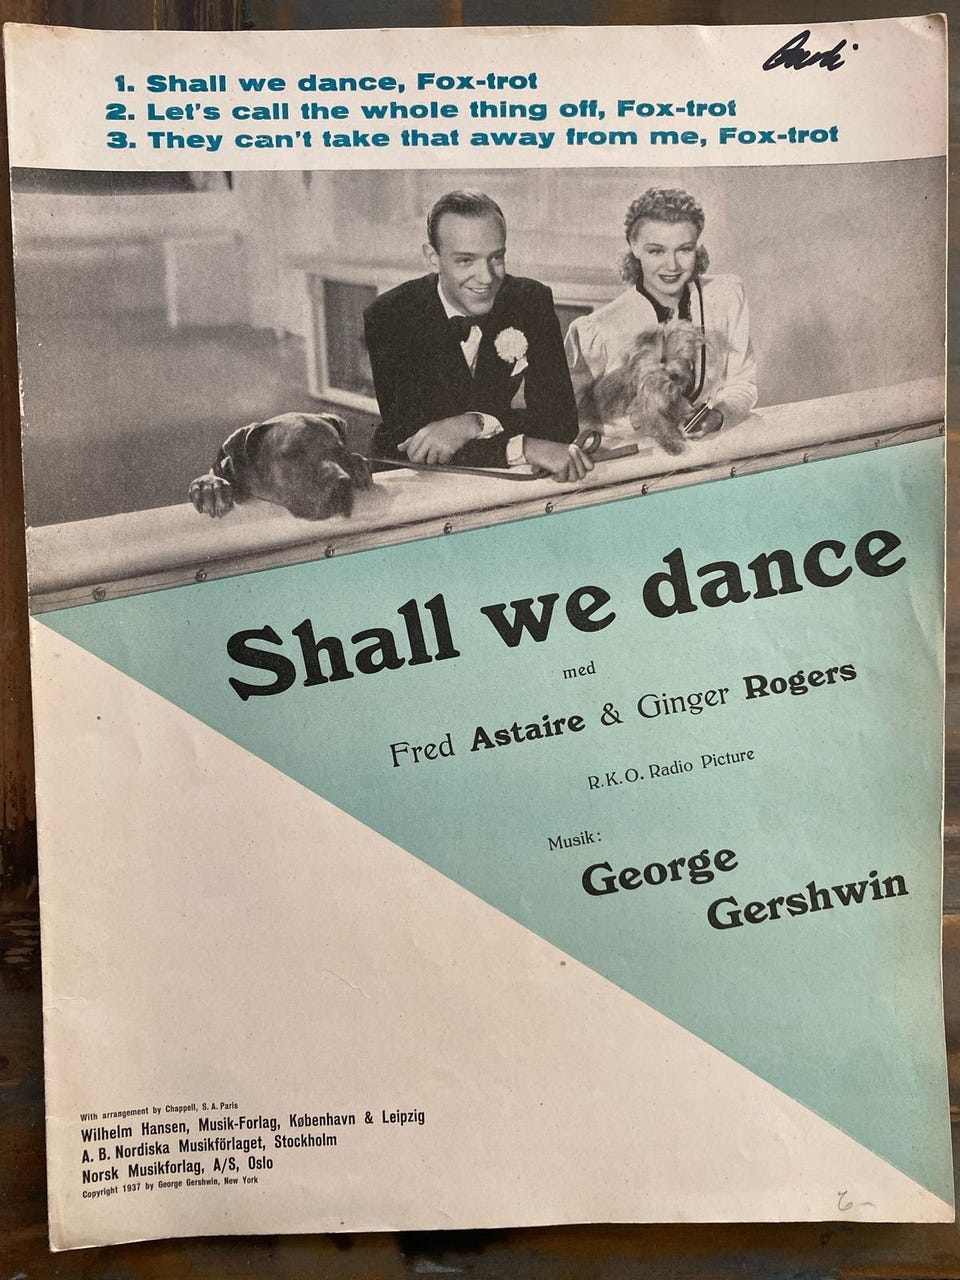 1. Shall we dance, Fox-trot
2. Let's call the whole thing off, Fox-trot
3. They can't take that away from me, Fox-trot
Shall we dance
med
Fred Astaire & Ginger Rogers
R.K.O. Radio Picture
Musik:
George
Gershwin
With arrangement by Chappell, S. A. Paris
Wilhelm Hansen, Musik-Forlag, København & Leipzig
A. B. Nordiska Musikförlaget, Stockholm
Norsk Musikforlag, A/S, Oslo
Copyright 1937 by George Gershwin, New York